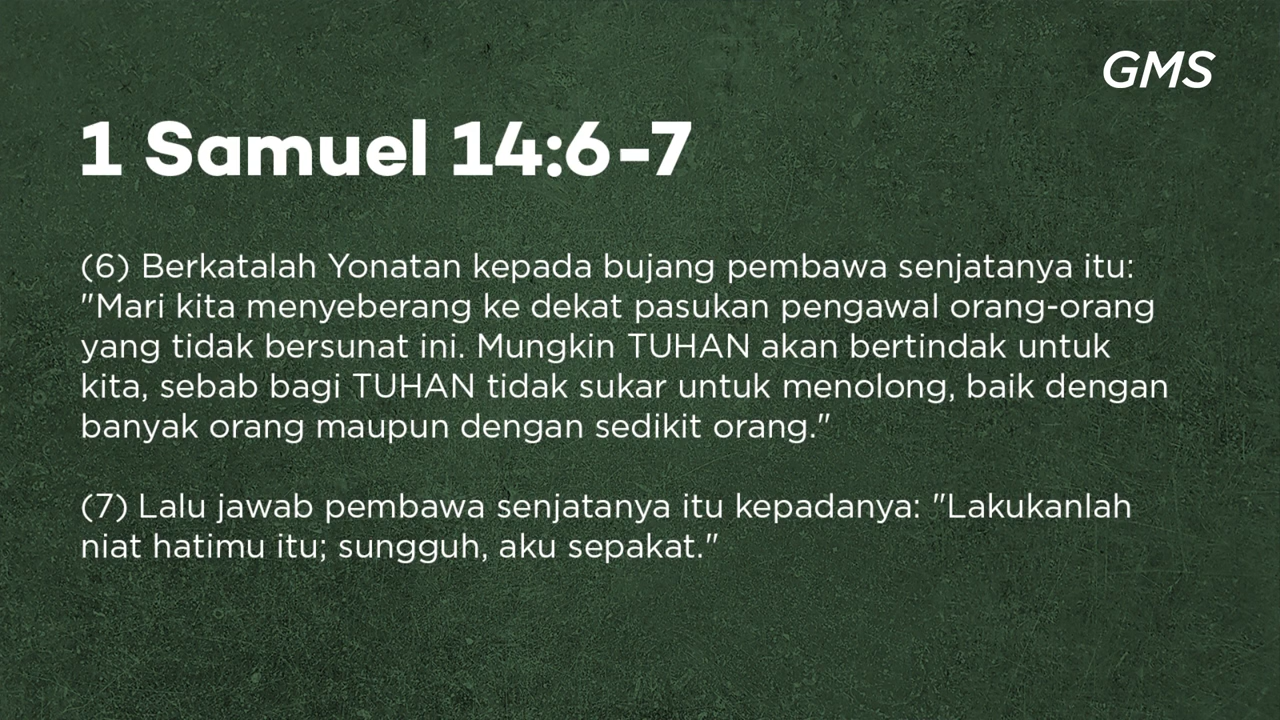 GMS
1 Samuel 14:6-7
(6) Berkatalah Yonatan kepada bujang pembawa senjatanya itu:
"Mari kita menyeberang ke dekat pasukan pengawal orang-orang
yang tidak bersunat ini. Mungkin TUHAN akan bertindak untuk
kita, sebab bagi TUHAN tidak sukar untuk menolong, baik dengan
banyak orang maupun dengan sedikit orang."
(7) Lalu jawab pembawa senjatanya itu kepadanya: "Lakukanlah
niat hatimu itu; sungguh, aku sepakat."